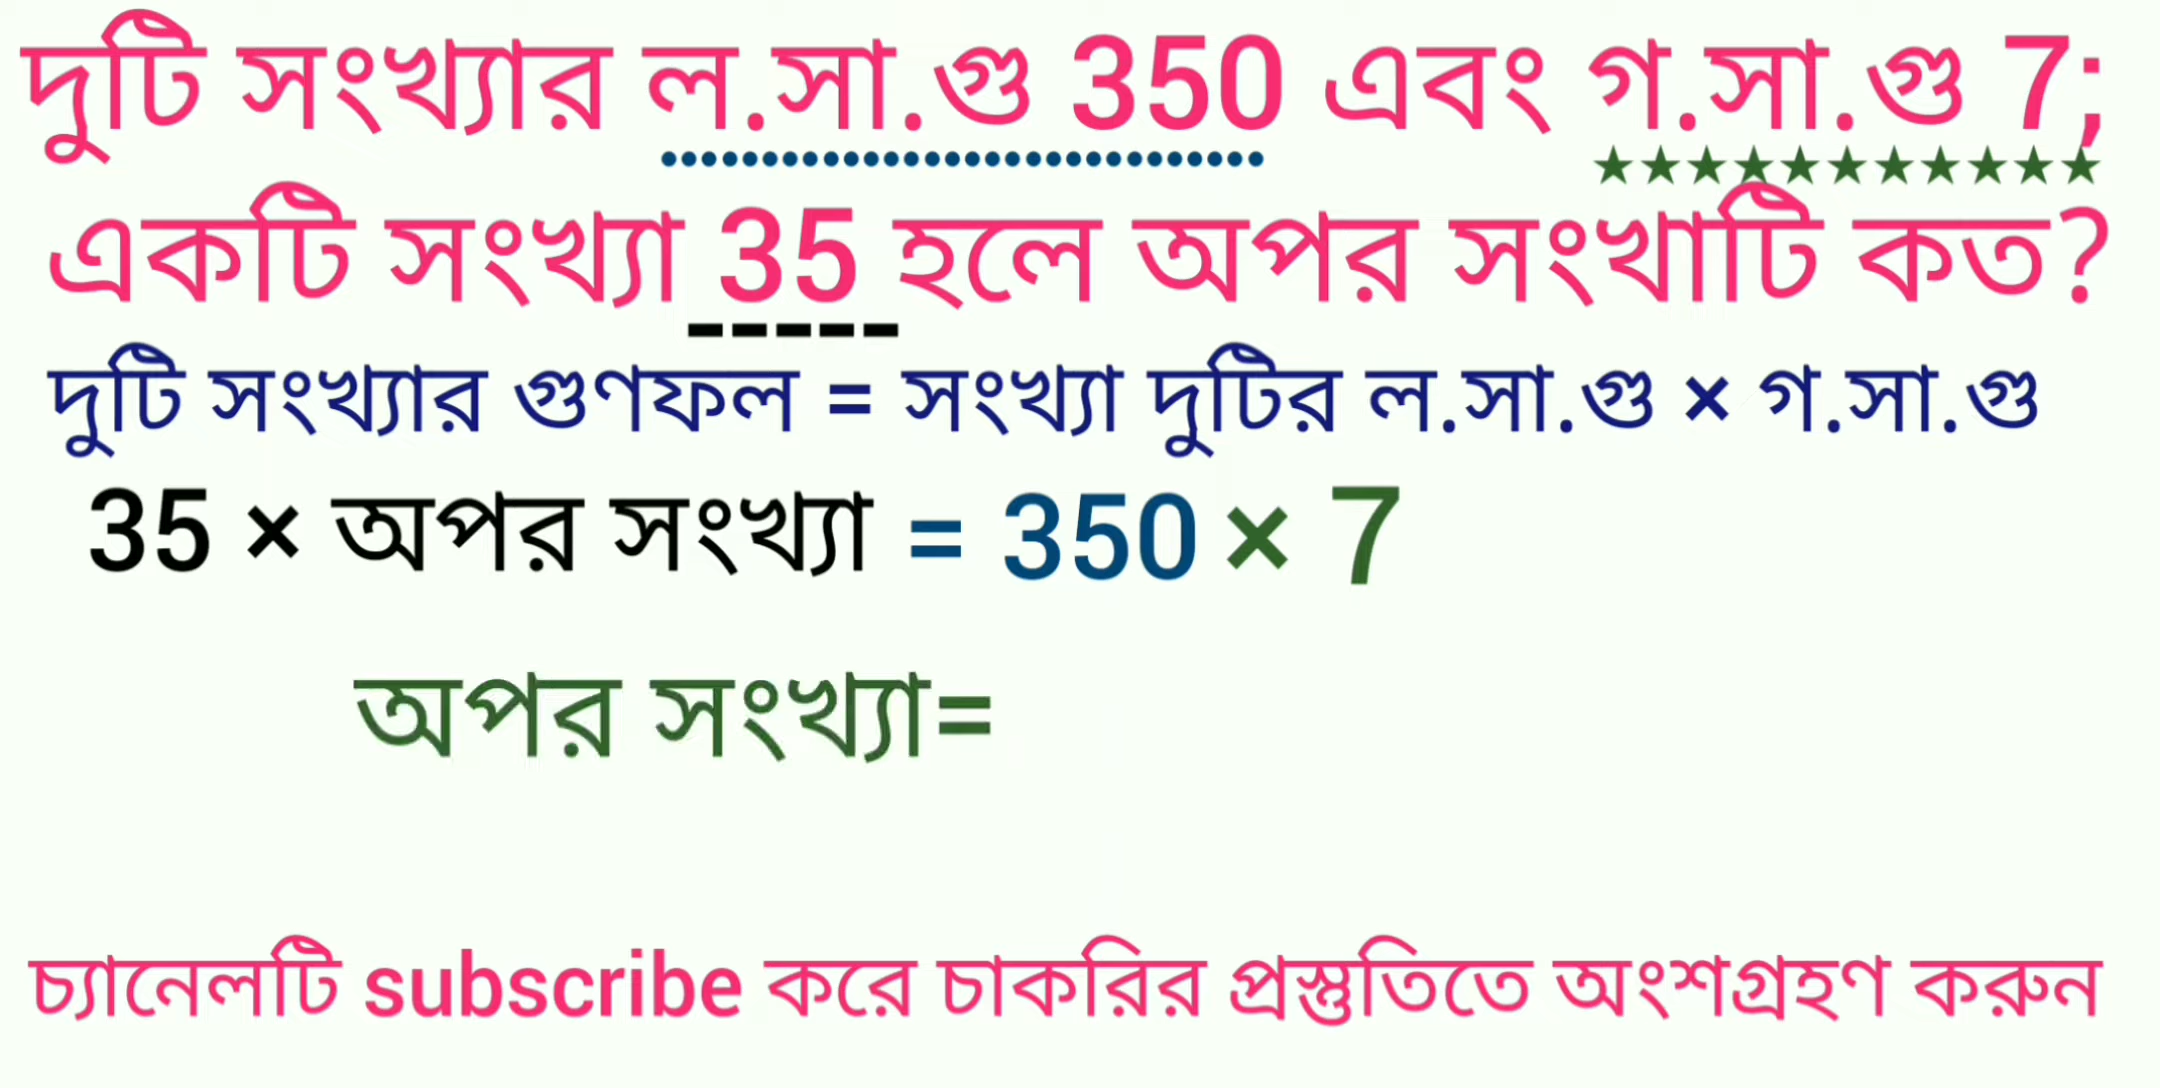 দুটি সংখ্যার ল.সা.গু 350 এবং গ.সা.গু 7;
একটি সংখ্যা 35 হলে অপর সংখাটি কত?
দুটি সংখ্যার গুণফল = সংখ্যা দুটির ল.সা.গু × গ.সা.গু
35 × অপর সংখ্যা = 350 × 7
অপর সংখ্যা=
চ্যানেলটি subscribe করে চাকরির প্রস্তুতিতে অংশগ্রহণ করুন